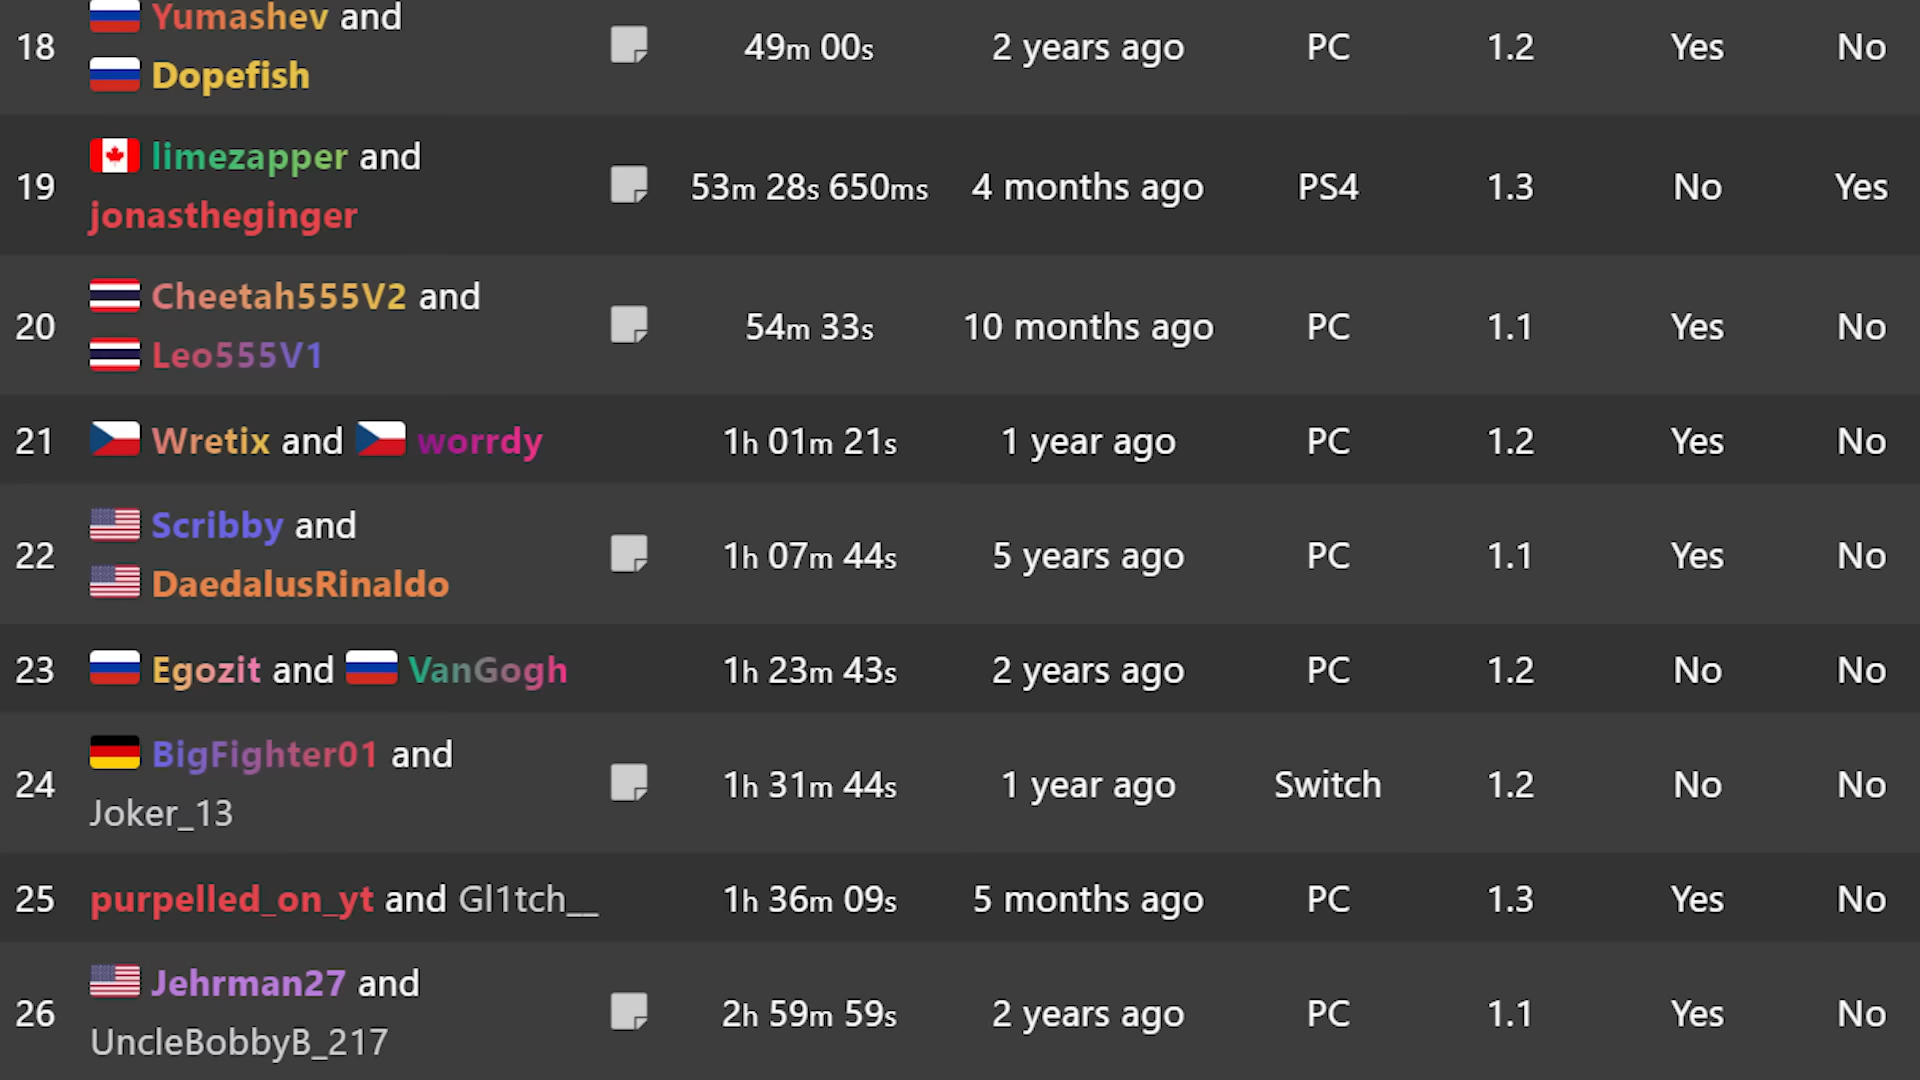 18 Yumashev and Dopefish 49m 00s 2 years ago PC 1.2 Yes No
19 limezapper and jonastheginger 53m 28s 650ms 4 months ago PS4 1.3 No Yes
20 Cheetah555V2 and Leo555V1 54m 33s 10 months ago PC 1.1 Yes No
21 Wretix and worrdy 1h 01m 21s 1 year ago PC 1.2 Yes No
22 Scribby and DaedalusRinaldo 1h 07m 44s 5 years ago PC 1.1 Yes No
23 Egozit and VanGogh 1h 23m 43s 2 years ago PC 1.2 No No
24 BigFighter01 and Joker_13 1h 31m 44s 1 year ago Switch 1.2 No No
25 purpelled_on_yt and Gl1tch__ 1h 36m 09s 5 months ago PC 1.3 Yes No
26 Jehrman27 and UncleBobbyB_217 2h 59m 59s 2 years ago PC 1.1 Yes No